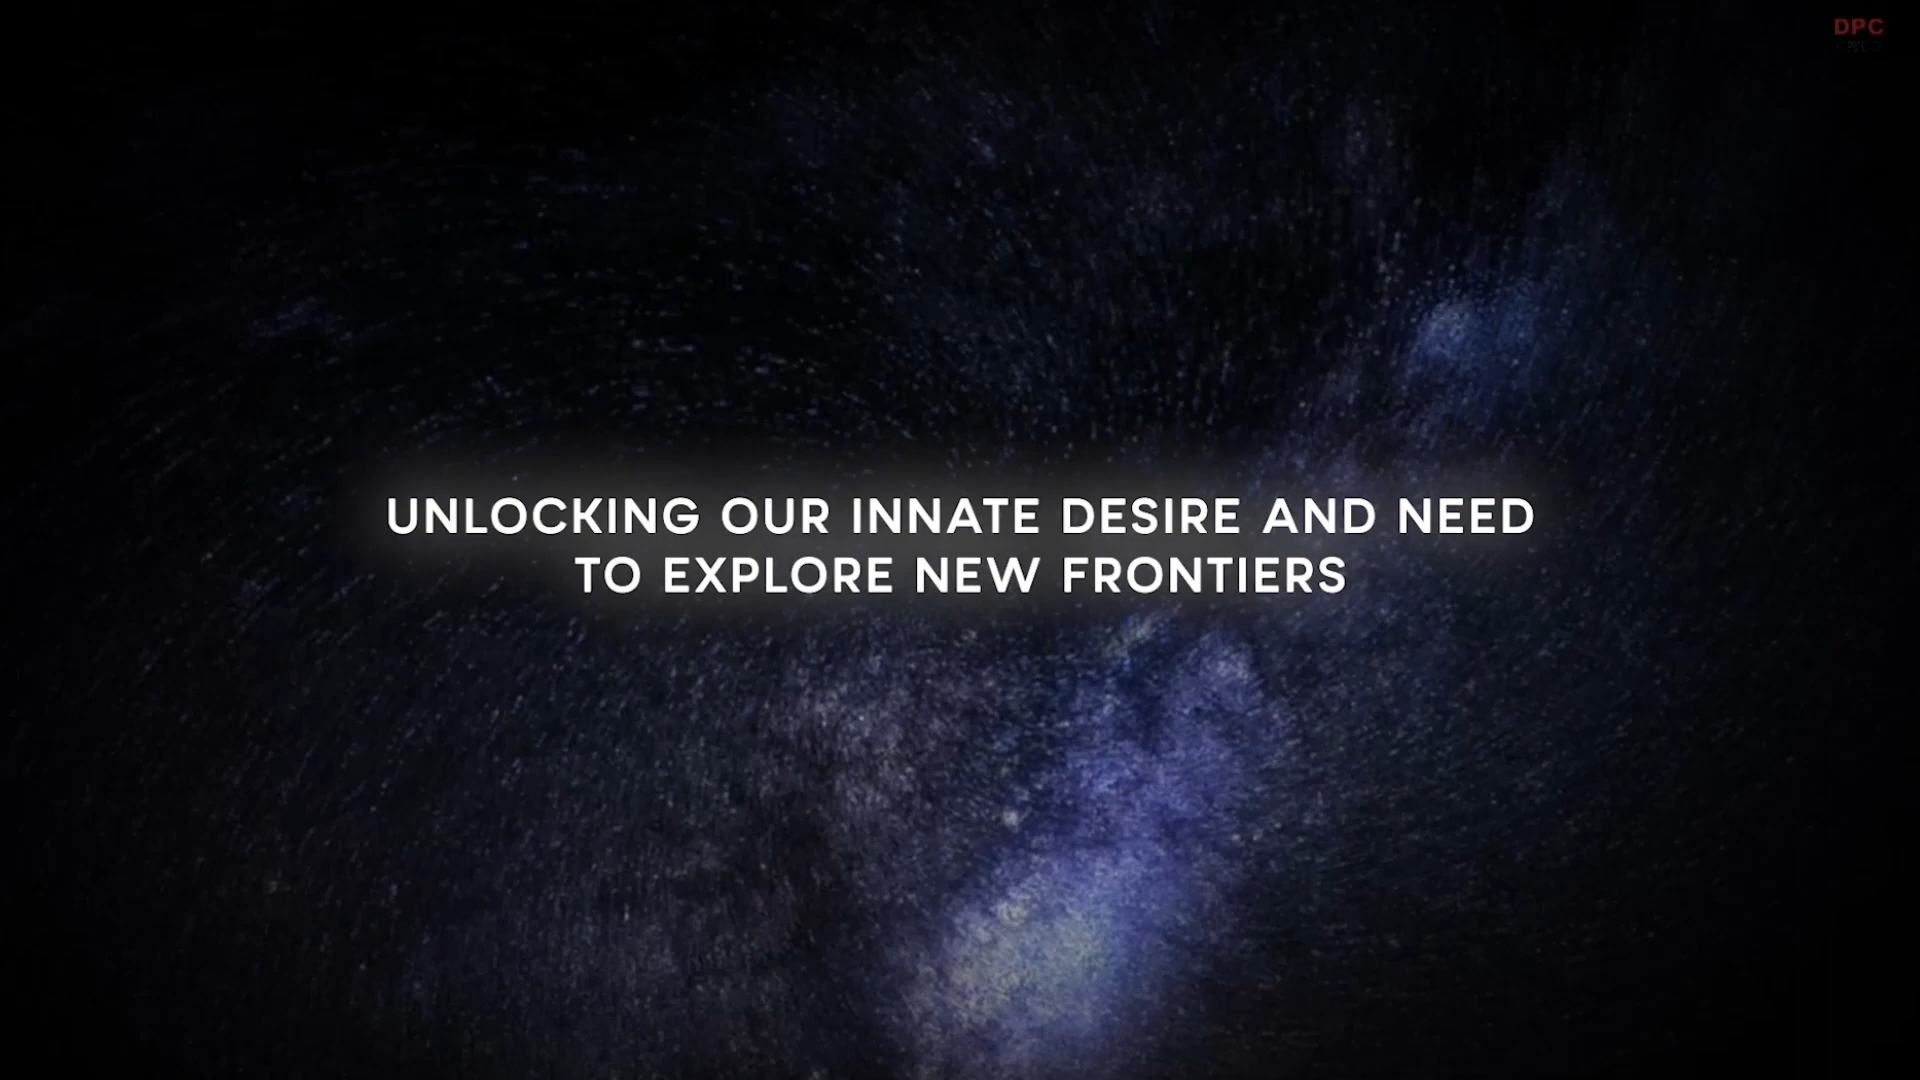 DPC
UNLOCKING OUR INNATE DESIRE AND NEED
TO EXPLORE NEW FRONTIERS